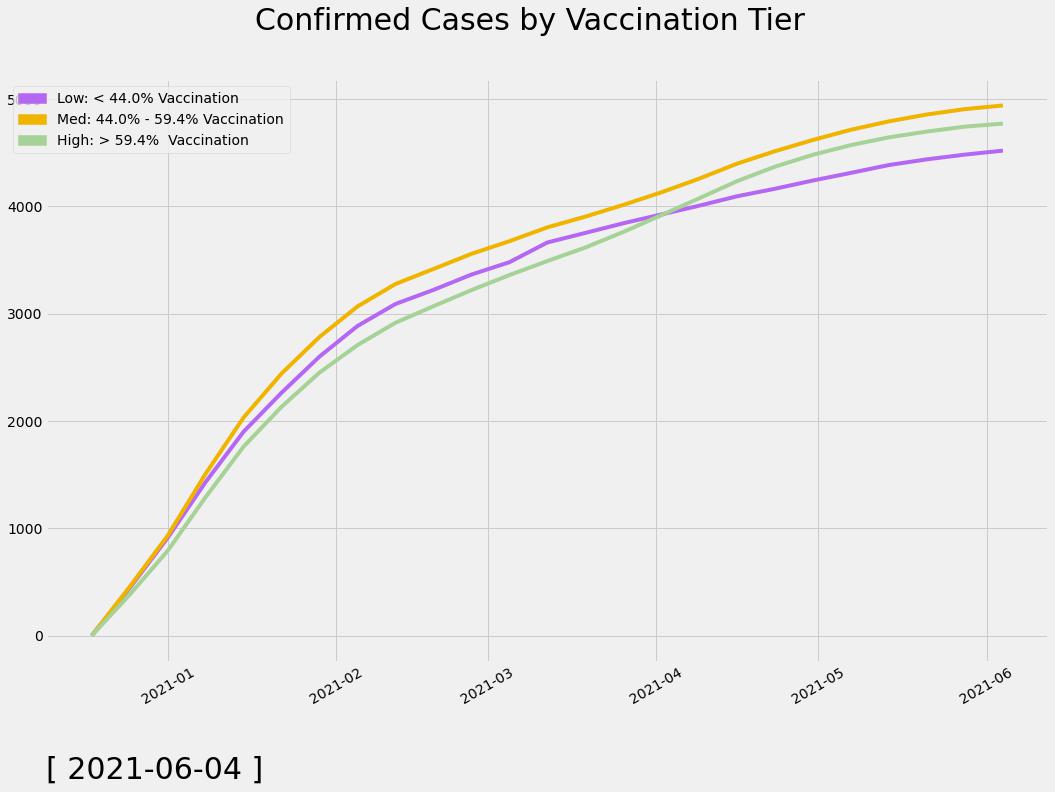 Confirmed Cases by Vaccination Tier
Low: < 44.0% Vaccination
Med: 44.0% - 59.4% Vaccination
High: > 59.4%  Vaccination
5000
4000
3000
2000
1000
0
2021-01
2021-02
2021-03
2021-04
2021-05
2021-06
[ 2021-06-04 ]